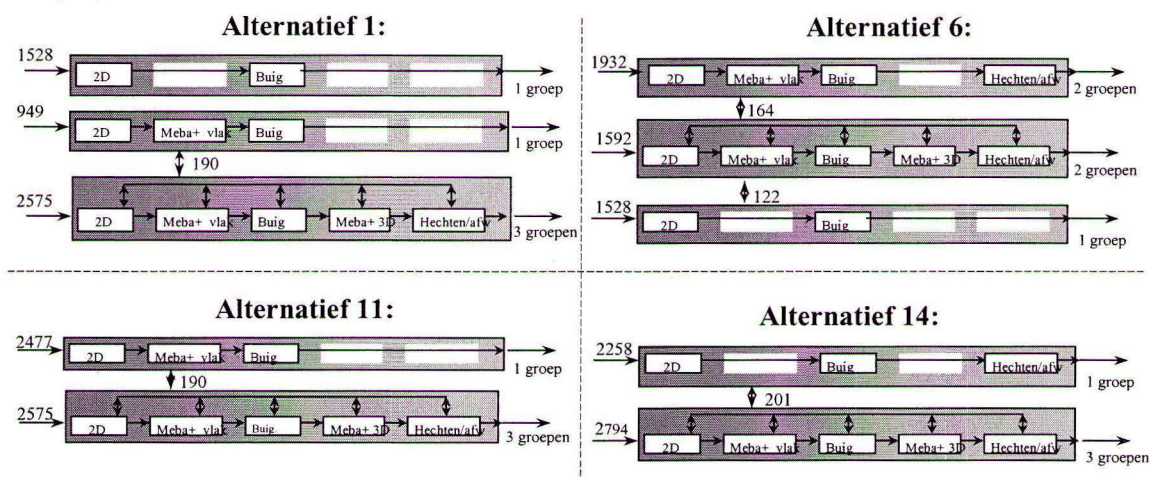 Alternatief 1:
1528
2D
Buig
1 groep
949
2D
Meba+ vlak
Buig
1 groep
190
2575
2D
Meba+ vlak
Buig
Meba+ 3D
Hechten/afw
3 groepen
Alternatief 6:
1932
2D
Meba+ vlak
Buig
Hechten/afw
2 groepen
164
1592
2D
Meba+ vlak
Buig
Meba+ 3D
Hechten/afw
2 groepen
122
1528
2D
Buig
1 groep
Alternatief 11:
2477
2D
Meba+ vlak
Buig
1 groep
190
2575
2D
Meba+ vlak
Buig
Meba+ 3D
Hechten/afw
3 groepen
Alternatief 14:
2258
2D
Buig
Hechten/afw
1 groep
201
2794
2D
Meba+ vlak
Buig
Meba+ 3D
Hechten/afw
3 groepen